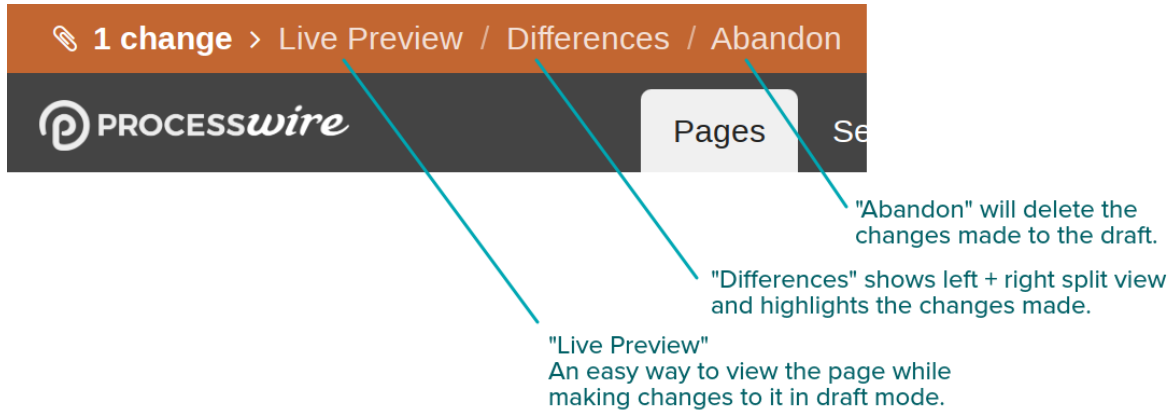 1 change > Live Preview / Differences / Abandon
PROCESSwire
Pages Se
"Abandon" will delete the
changes made to the draft.
"Differences" shows left + right split view
and highlights the changes made.
"Live Preview"
An easy way to view the page while
making changes to it in draft mode.